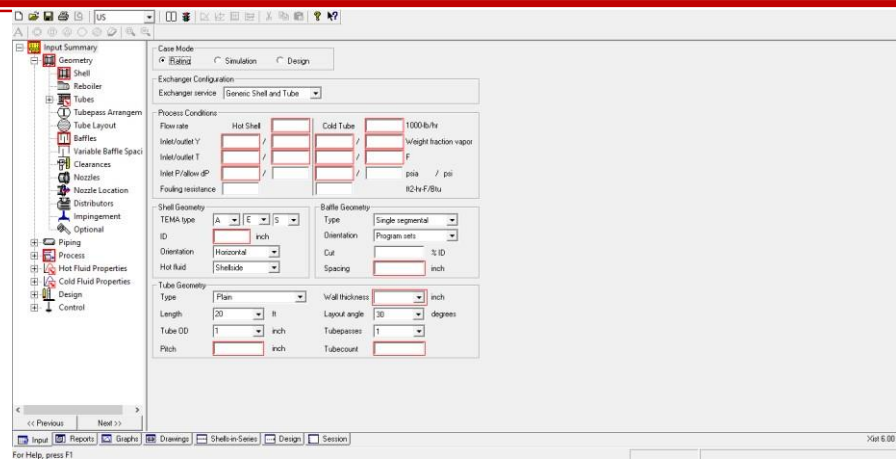 US
Input Summary
Geometry
Shell
Reboiler
Tubes
Tubepass Arrangem
Tube Layout
Baffles
Variable Baffle Spaci
Clearances
Nozzles
Nozzle Location
Distributors
Impingement
Optional
Piping
Process
Hot Fluid Properties
Cold Fluid Properties
Design
Control
<< Previous Next >>
Case Mode
Rating Simulation Design
Exchanger Configuration
Exchanger service Generic Shell and Tube
Process Conditions
Flow rate Hot Shell Cold Tube 1000-lb/hr
Inlet/outlet Y / / Weight fraction vapor
Inlet/outlet T / / F
Inlet P/allow dP / / psia / psi
Fouling resistance ft2-hr-F/Btu
Shell Geometry
TEMA type A E S
ID inch
Orientation Horizontal
Hot fluid Shellside
Baffle Geometry
Type Single segmental
Orientation Program sets
Cut % ID
Spacing inch
Tube Geometry
Type Plain Wall thickness inch
Length 20 ft Layout angle 30 degrees
Tube OD 1 inch Tubepasses 1
Pitch inch Tubecount
Input Reports Graphs Drawings Shells-in-Series Design Session
Xist 6.00
For Help, press F1